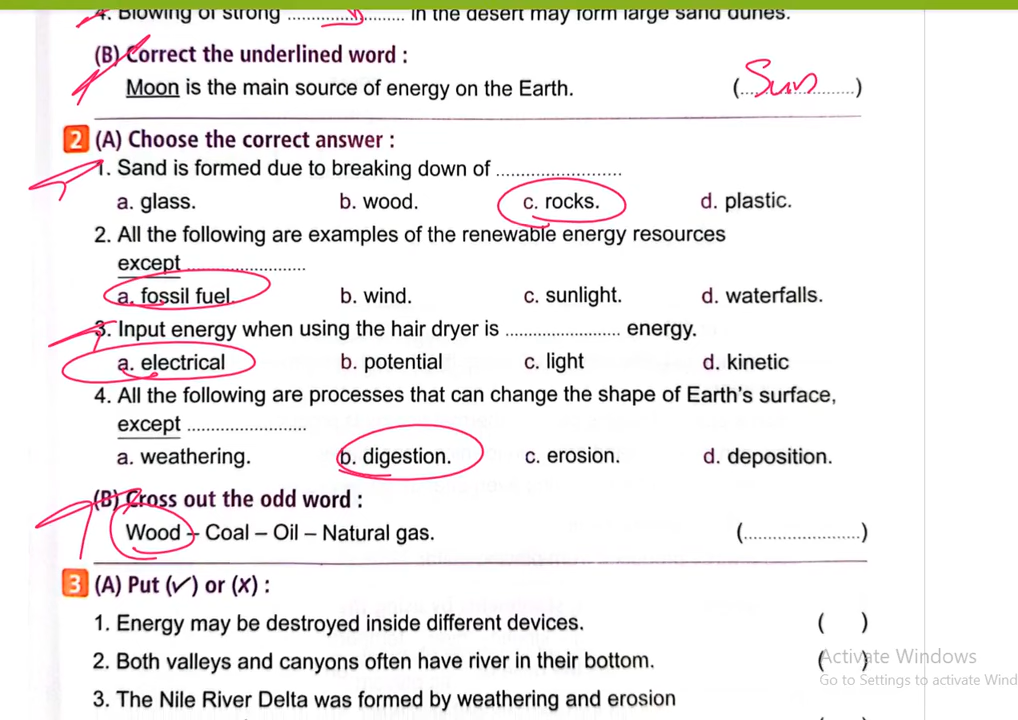 4. Blowing of strong .................... in the desert may form large sand dunes.
(B) Correct the underlined word :
Moon is the main source of energy on the Earth. (...Sun...........)
2 (A) Choose the correct answer :
1. Sand is formed due to breaking down of ........................
a. glass. b. wood. c. rocks. d. plastic.
2. All the following are examples of the renewable energy resources
except ........................
a. fossil fuel. b. wind. c. sunlight. d. waterfalls.
3. Input energy when using the hair dryer is ...................... energy.
a. electrical b. potential c. light d. kinetic
4. All the following are processes that can change the shape of Earth's surface,
except ........................
a. weathering. b. digestion. c. erosion. d. deposition.
(B) Cross out the odd word :
Wood – Coal – Oil – Natural gas. (........................)
3 (A) Put (✓) or (x) :
1. Energy may be destroyed inside different devices. ( )
2. Both valleys and canyons often have river in their bottom. ( )
3. The Nile River Delta was formed by weathering and erosion
Activate Windows
Go to Settings to activate Wind